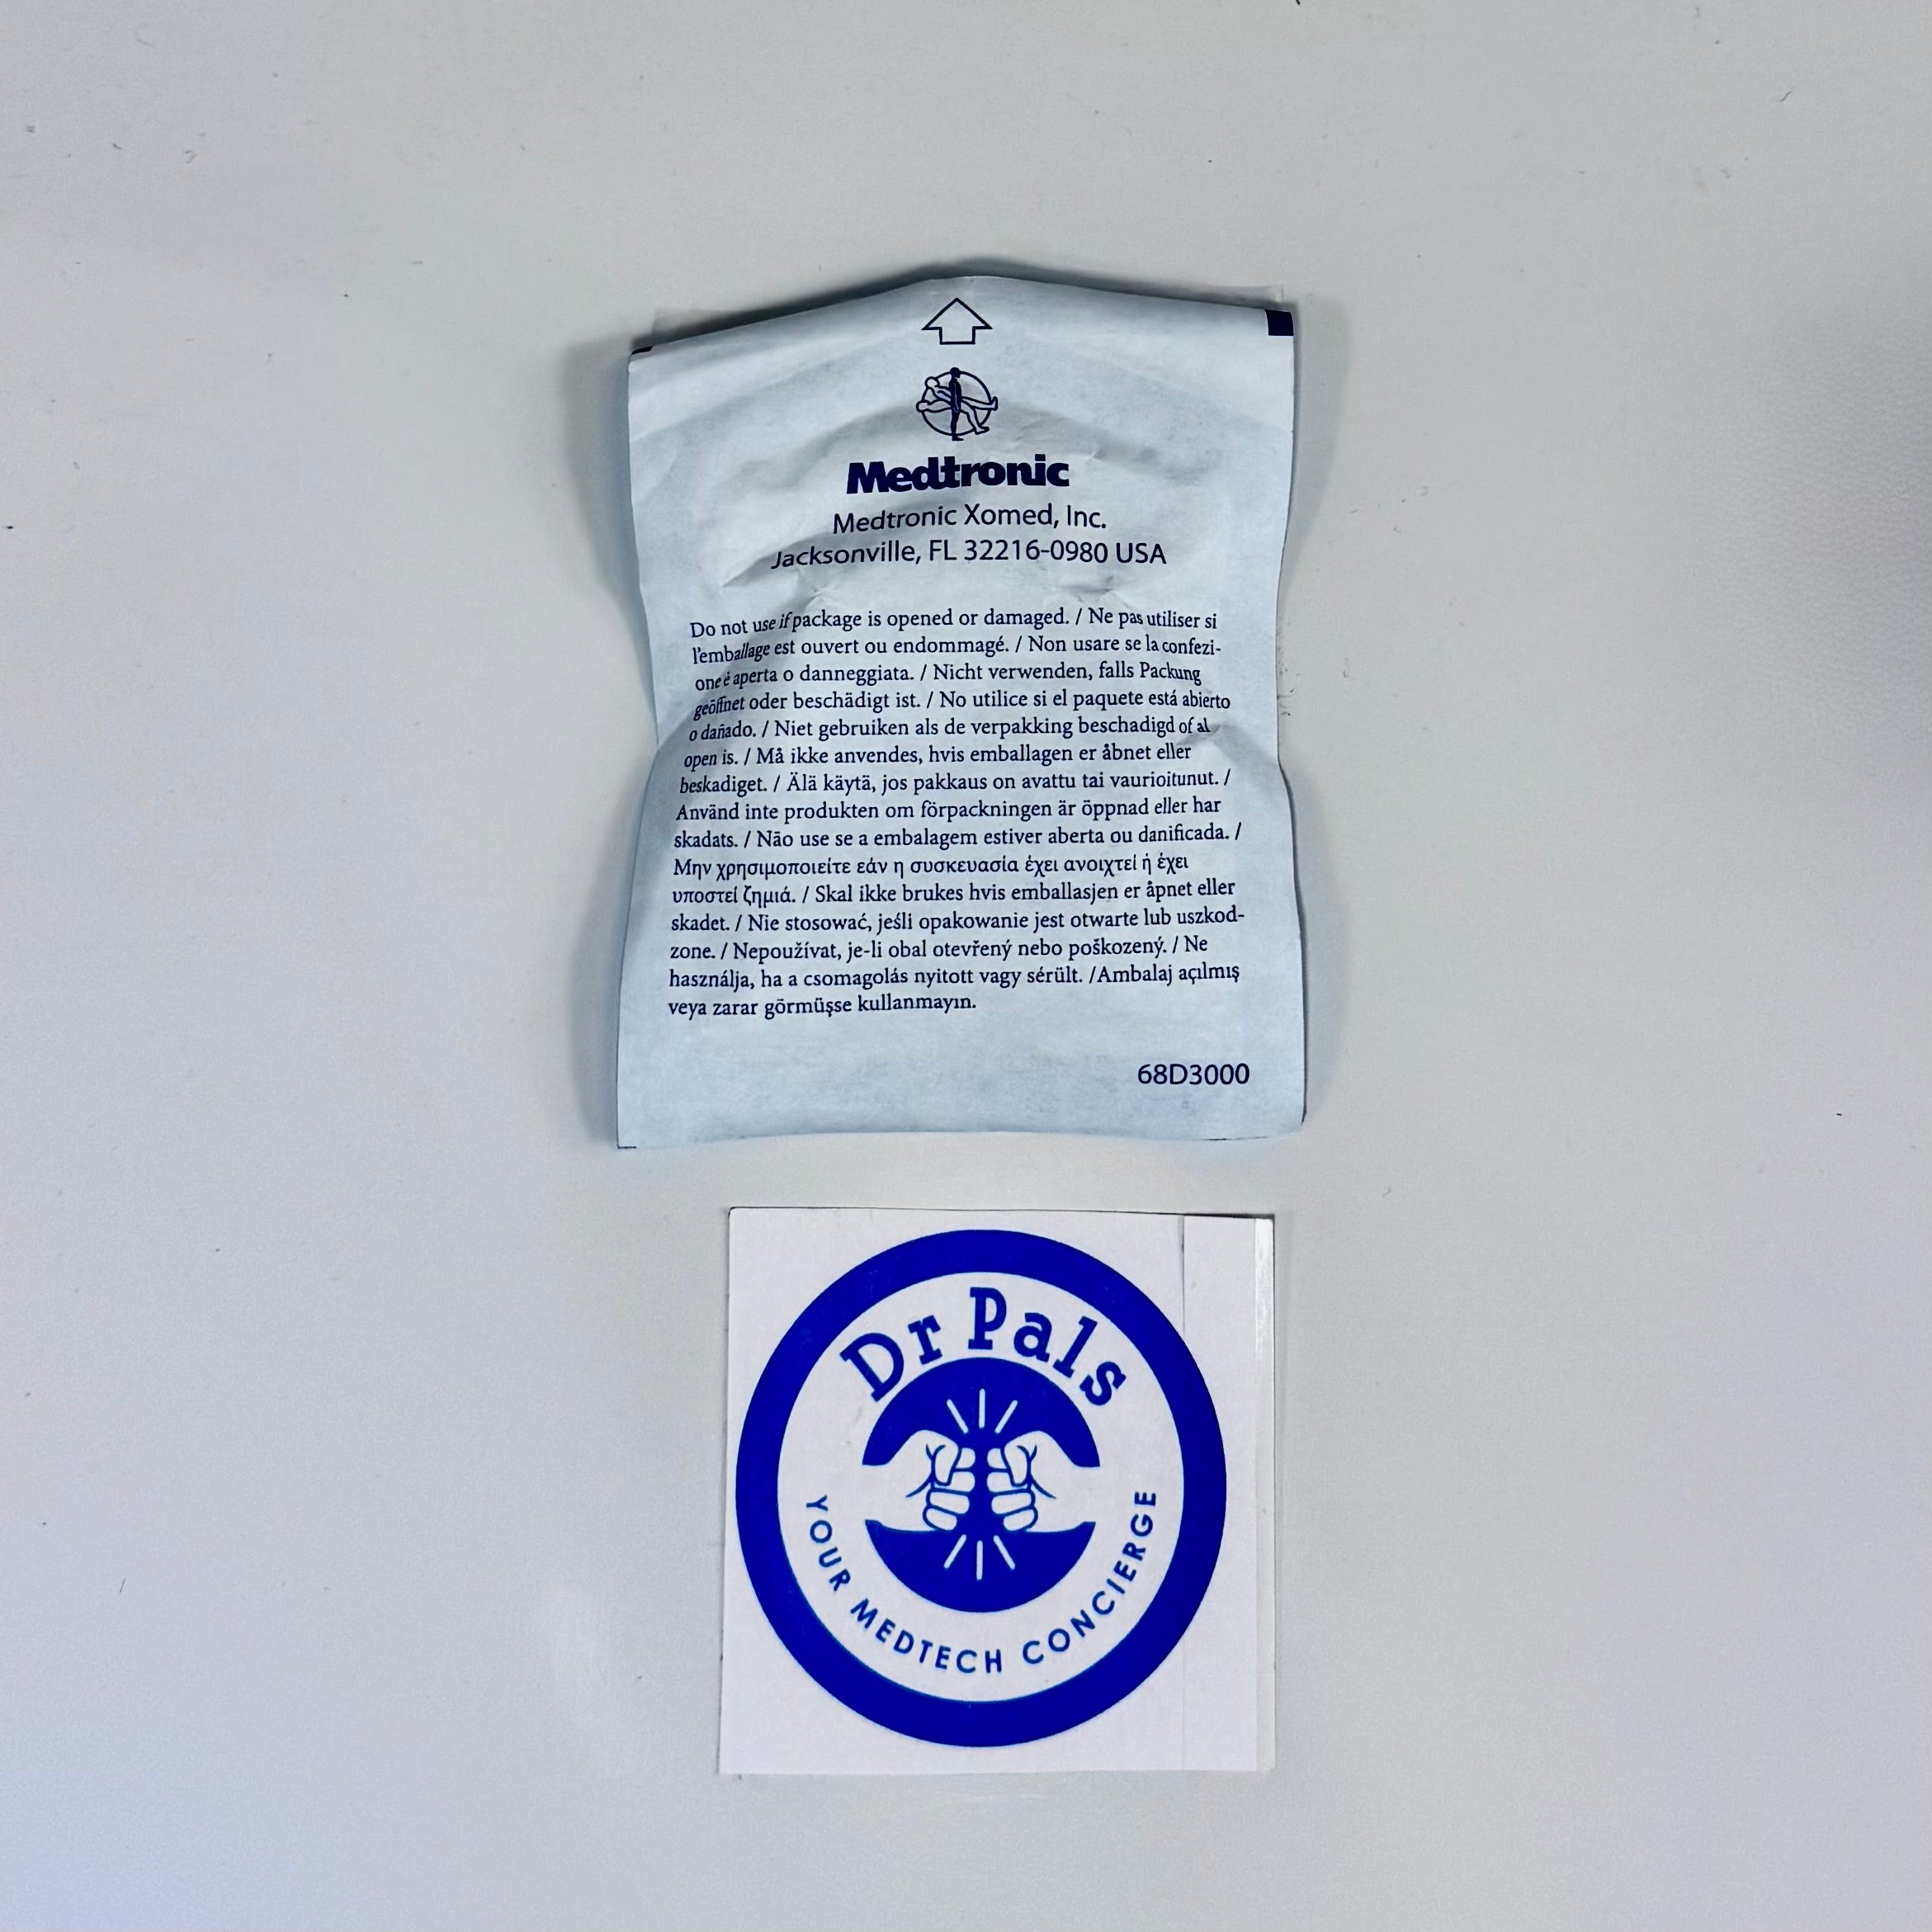 Medtronic
Medtronic Xomed, Inc.
Jacksonville, FL 32216-0980 USA
Do not use if package is opened or damaged. / Ne pas utiliser si
l'emballage est ouvert ou endommagé. / Non usare se la confezi-
one è aperta o danneggiata. / Nicht verwenden, falls Packung
geöffnet oder beschädigt ist. / No utilice si el paquete está abierto
o dañado. / Niet gebruiken als de verpakking beschadigd of al
open is. / Må ikke anvendes, hvis emballagen er åbnet eller
beskadiget. / Älä käytä, jos pakkaus on avattu tai vaurioitunut. /
Använd inte produkten om förpackningen är öppnad eller har
skadats. / Não use se a embalagem estiver aberta ou danificada. /
Μην χρησιμοποιείτε εάν η συσκευασία έχει ανοιχτεί ή έχει
υποστεί ζημιά. / Skal ikke brukes hvis emballasjen er åpnet eller
skadet. / Nie stosować, jeśli opakowanie jest otwarte lub uszkod-
zone. / Nepoužívat, je-li obal otevřený nebo poškozený. / Ne
használja, ha a csomagolás nyitott vagy sérült. /Ambalaj açılmış
veya zarar görmüşse kullanmayın.
68D3000
Dr Pals
YOUR MEDTECH CONCIERGE